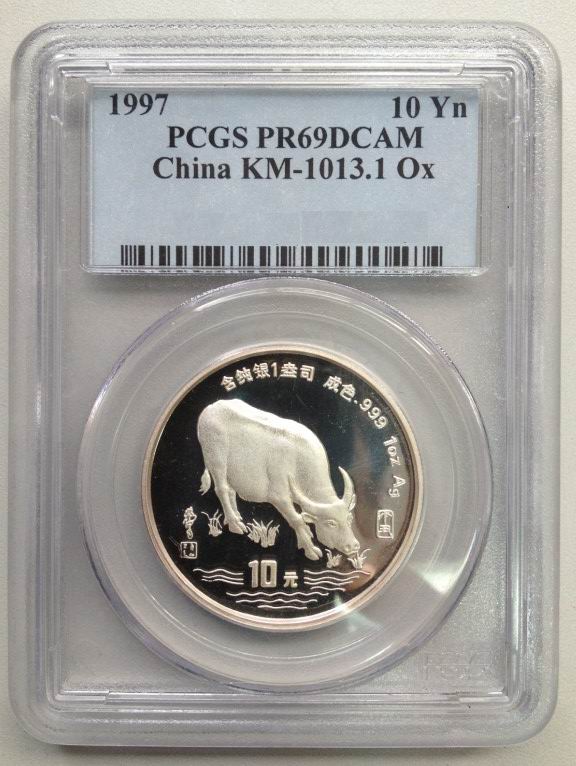 1997 10 Yn
PCGS PR69DCAM
China KM-1013.1 Ox
含纯银1盎司 成色.999 1oz Ag
10元